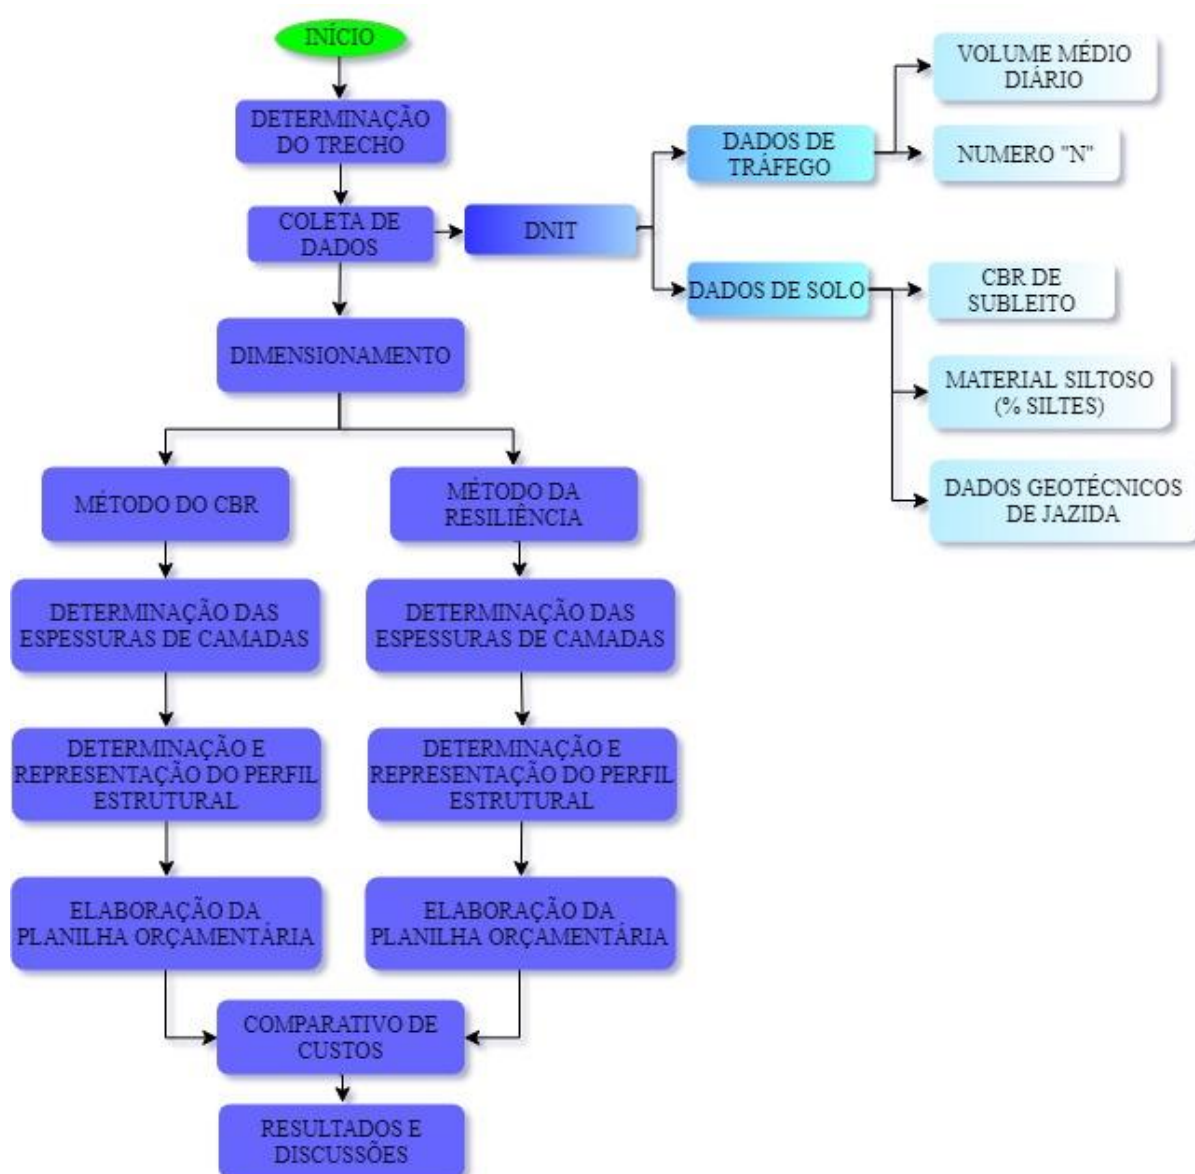 INÍCIO
DETERMINAÇÃO
DO TRECHO
COLETA DE
DADOS
DNIT
DADOS DE
TRÁFEGO
VOLUME MÉDIO
DIÁRIO
NUMERO "N"
DADOS DE SOLO
CBR DE
SUBLEITO
MATERIAL SILTOSO
(% SILTES)
DADOS GEOTÉCNICOS
DE JAZIDA
DIMENSIONAMENTO
MÉTODO DO CBR
DETERMINAÇÃO DAS
ESPESSURAS DE CAMADAS
DETERMINAÇÃO E
REPRESENTAÇÃO DO PERFIL
ESTRUTURAL
ELABORAÇÃO DA
PLANILHA ORÇAMENTÁRIA
MÉTODO DA
RESILIÊNCIA
DETERMINAÇÃO DAS
ESPESSURAS DE CAMADAS
DETERMINAÇÃO E
REPRESENTAÇÃO DO PERFIL
ESTRUTURAL
ELABORAÇÃO DA
PLANILHA ORÇAMENTÁRIA
COMPARATIVO DE
CUSTOS
RESULTADOS E
DISCUSSÕES